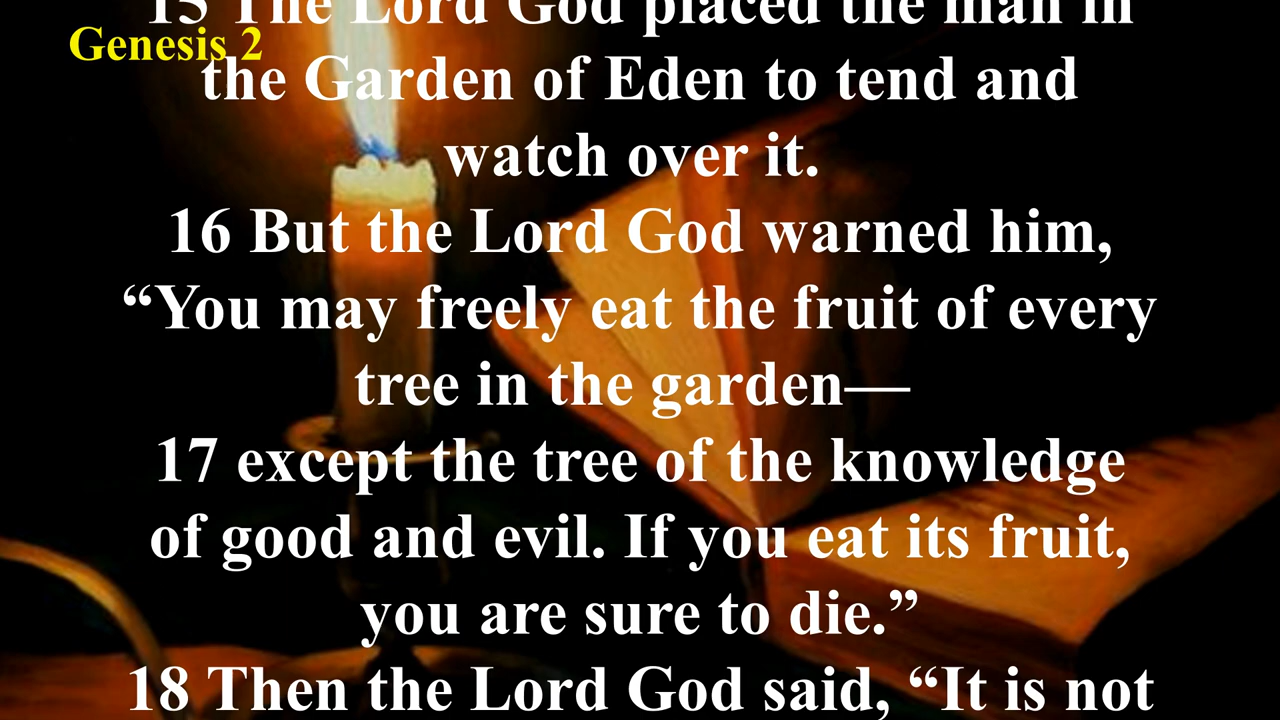 15 The Lord God placed the man in
Genesis 2
the Garden of Eden to tend and
watch over it.
16 But the Lord God warned him,
“You may freely eat the fruit of every
tree in the garden—
17 except the tree of the knowledge
of good and evil. If you eat its fruit,
you are sure to die.”
18 Then the Lord God said, “It is not